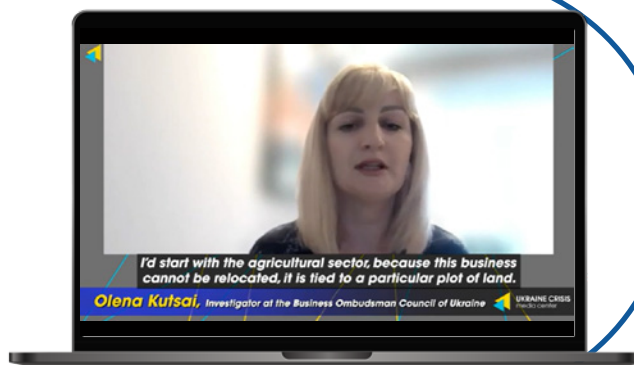 I'd start with the agricultural sector, because this business
cannot be relocated, it is tied to a particular plot of land.
Olena Kutsai, Investigator at the Business Ombudsman Council of Ukraine
UKRAINE CRISIS
media center